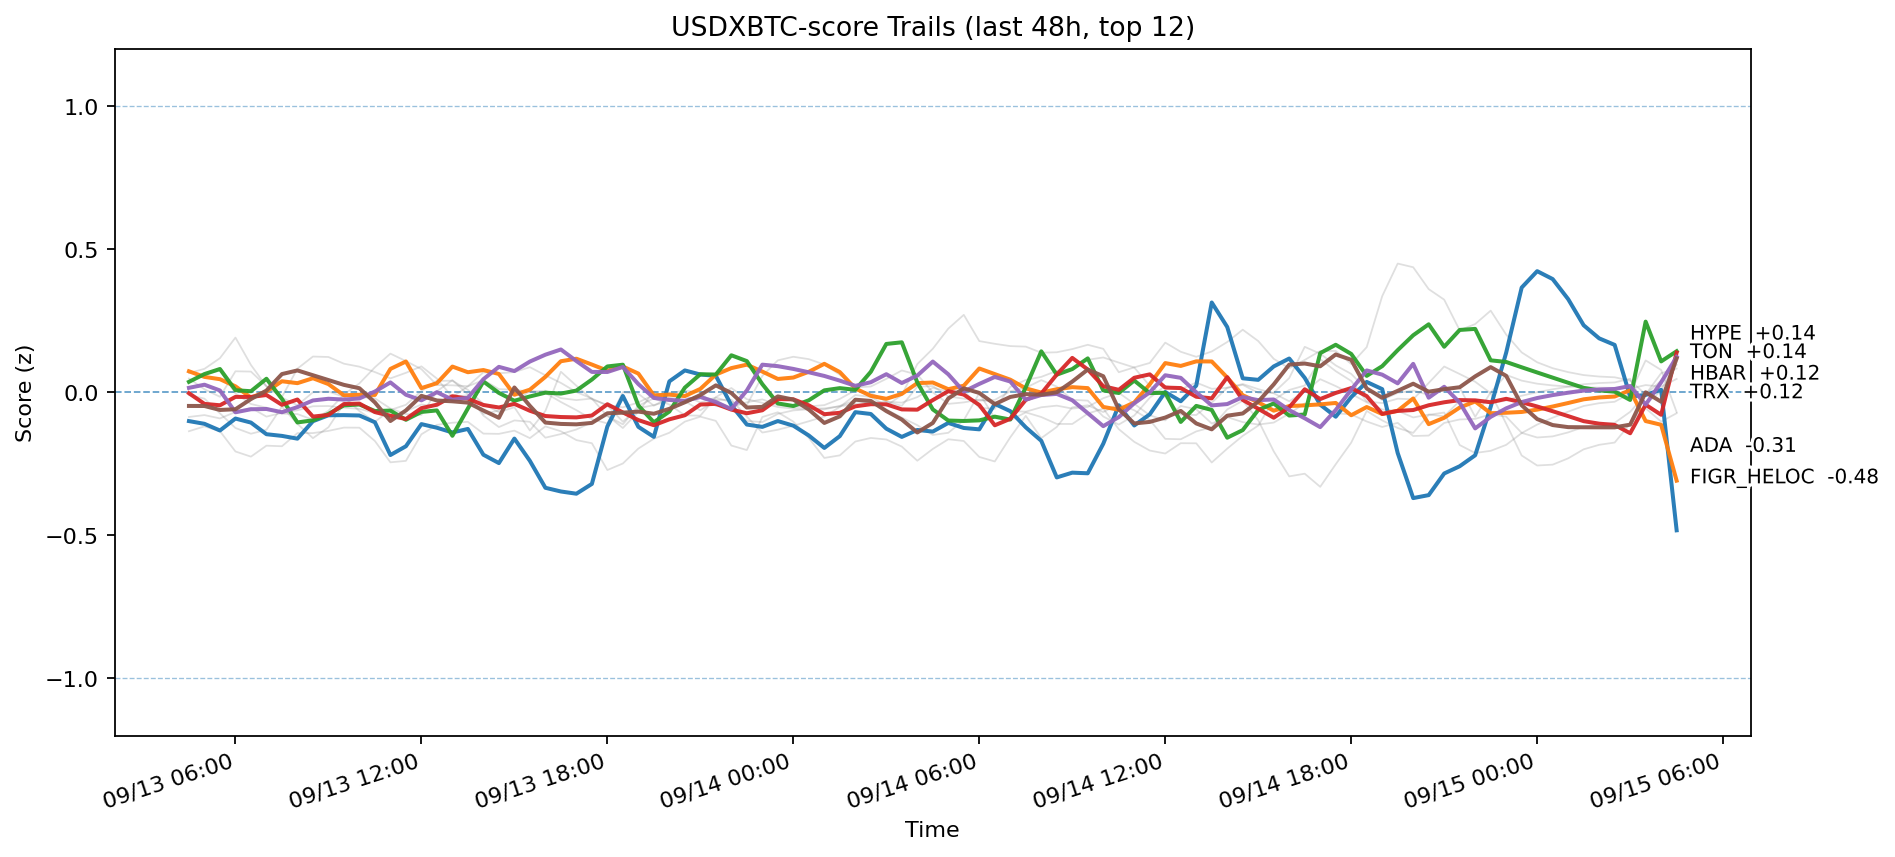 USDXBTC-score Trails (last 48h, top 12)
Score (z)
1.0
0.5
0.0
−0.5
−1.0
HYPE +0.14
TON +0.14
HBAR +0.12
TRX +0.12
ADA -0.31
FIGR_HELOC -0.48
09/13 06:00
09/13 12:00
09/13 18:00
09/14 00:00
09/14 06:00
09/14 12:00
09/14 18:00
09/15 00:00
09/15 06:00
Time